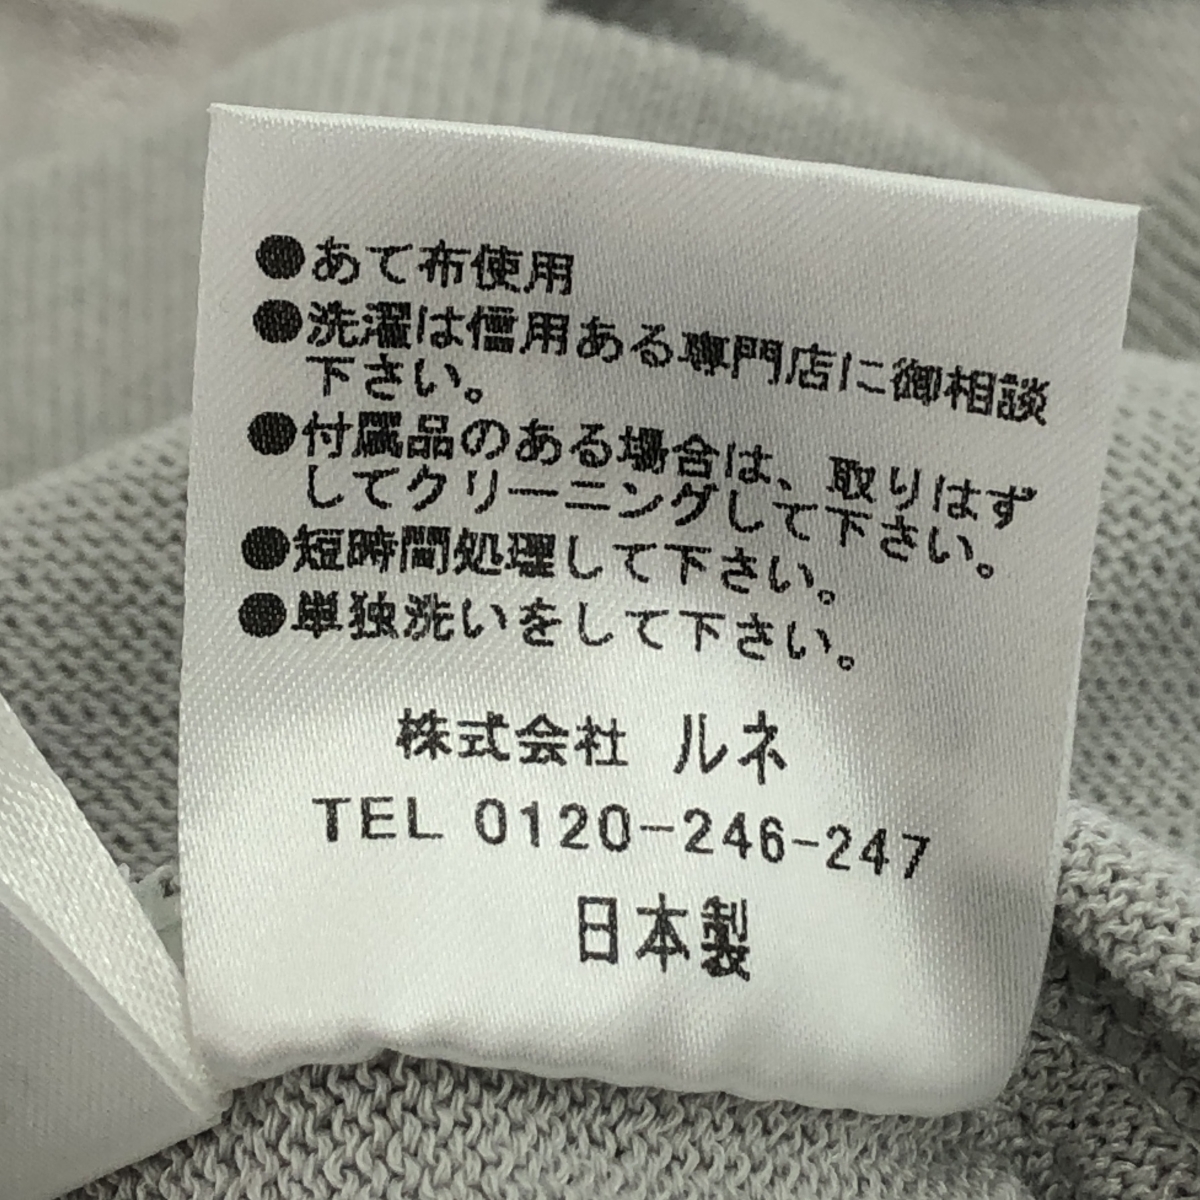 ●あて布使用
●洗濯は信用ある専門店に御相談
下さい。
●付属品のある場合は、取りはず
してクリーニングして下さい。
●短時間処理して下さい。
●単独洗いをして下さい。
株式会社 ルネ
TEL 0120-246-247
日本製